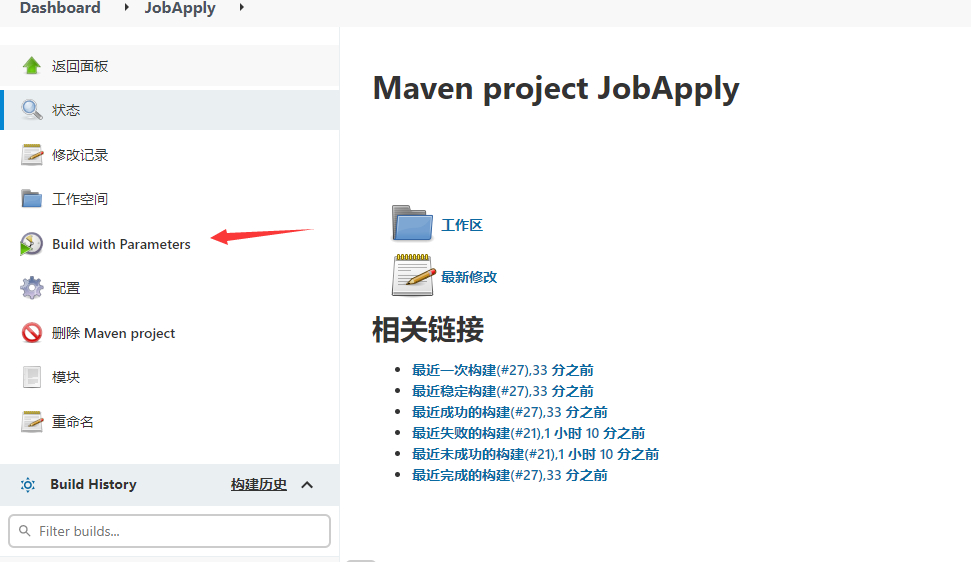 Dashboard JobApply
返回面板
状态
修改记录
工作空间
Build with Parameters
配置
删除 Maven project
模块
重命名
Build History 构建历史
Filter builds...
Maven project JobApply
工作区
最新修改
相关链接
最近一次构建(#27),33 分之前
最近稳定构建(#27),33 分之前
最近成功的构建(#27),33 分之前
最近失败的构建(#21),1 小时 10 分之前
最近未成功的构建(#21),1 小时 10 分之前
最近完成的构建(#27),33 分之前